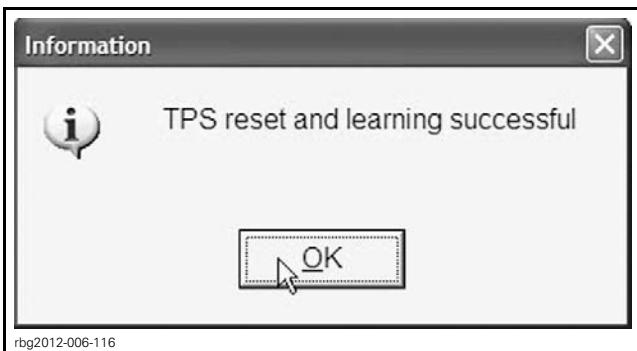 Information
TPS reset and learning successful
OK
rbg2012-006-116